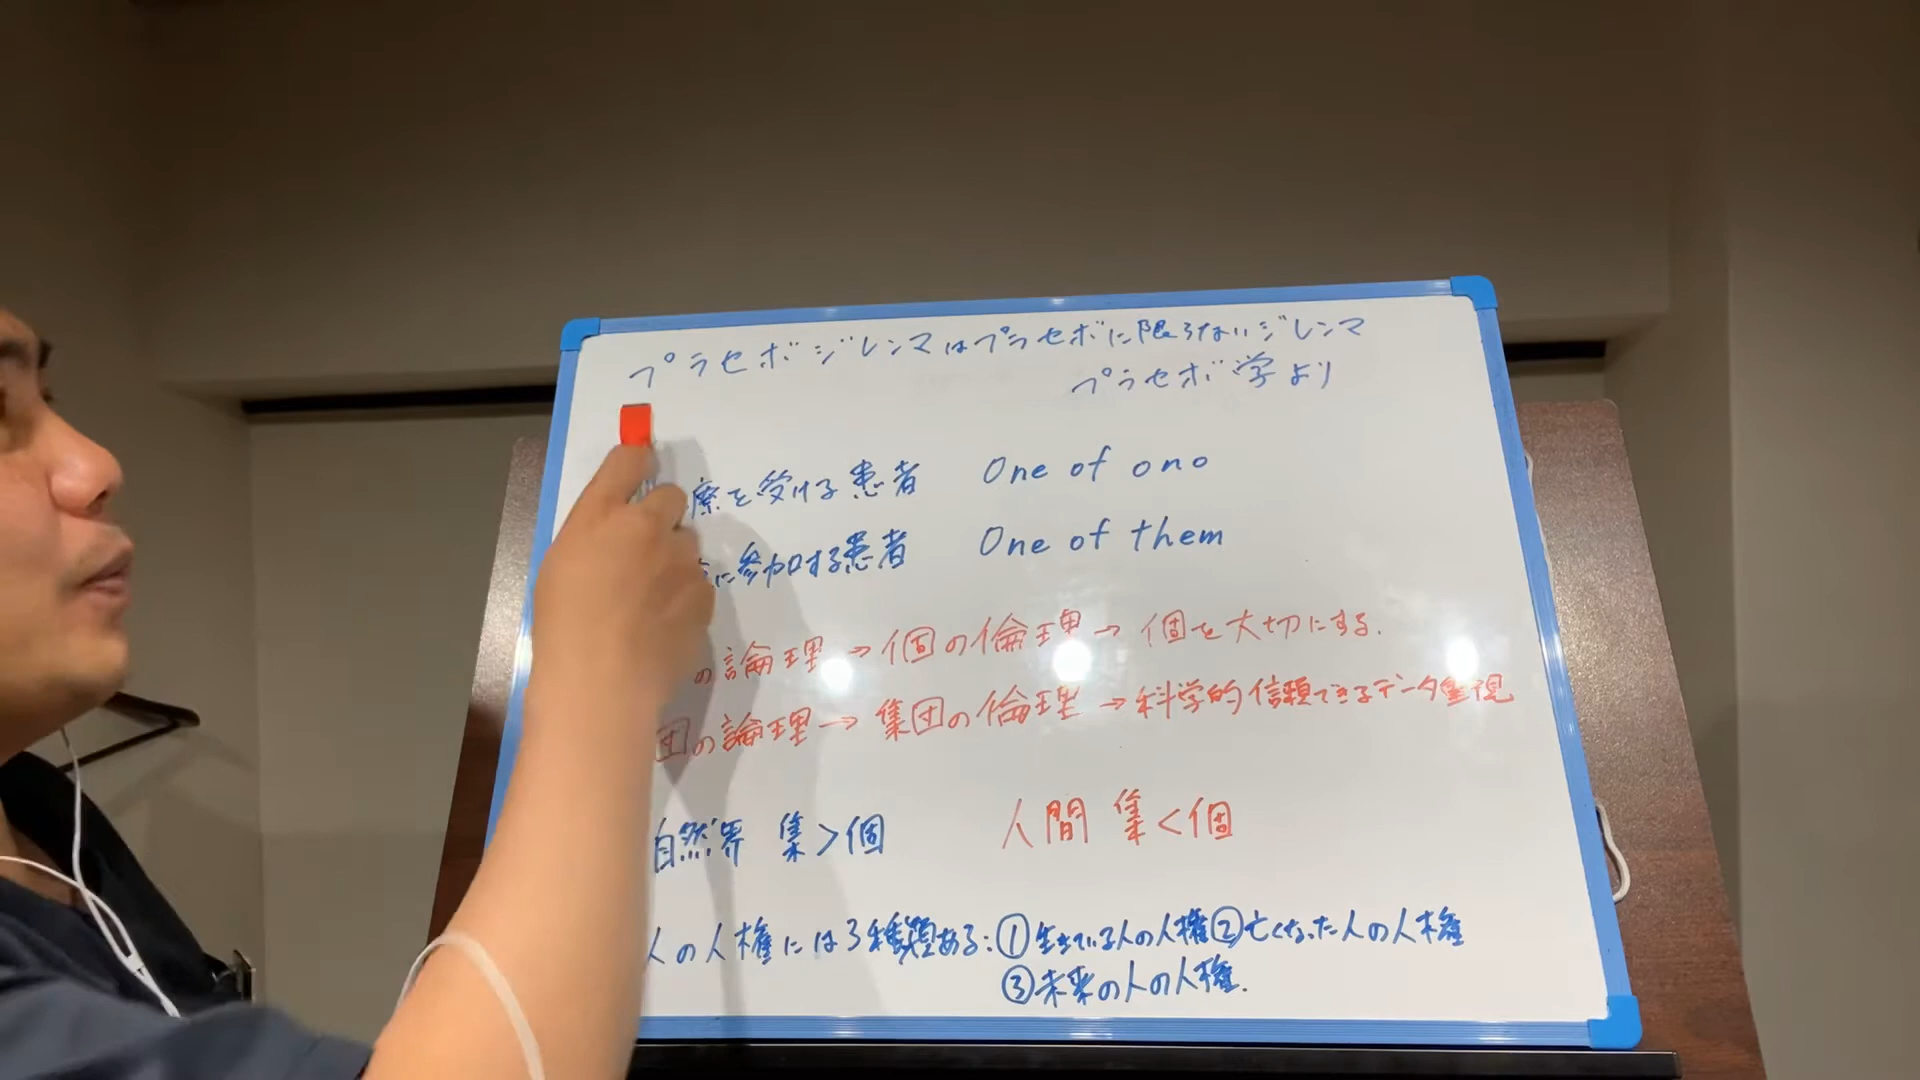 プラセボジレンマはプラセボに限らないジレンマ
プラセボ学より
療を受ける患者 One of ono
に参加する患者 One of them
の論理→個の倫理→個を大切にする.
団の論理→集団の倫理→科学的信頼できるデータ重視
自然界 集>個 人間 集<個
人の人権には3種類ある:①生きている人の人権②亡くなった人の人権
③未来の人の人権.